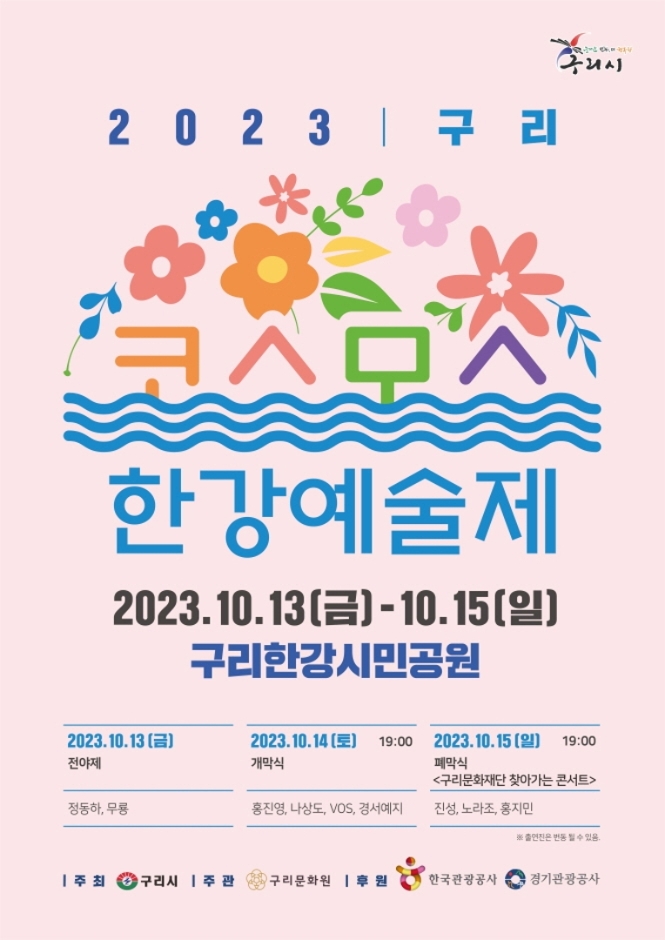 구리시
2023 | 구리
코스모스
한강예술제
2023.10.13(금)-10.15(일)
구리한강시민공원
2023.10.13(금)
전야제
정동하, 무룡
2023.10.14(토) 19:00
개막식
홍진영, 나상도, VOS, 경서예지
2023.10.15(일) 19:00
폐막식
<구리문화재단 찾아가는 콘서트>
진성, 노라조, 홍지민
※ 출연진은 변동 될 수 있음.
| 주최 구리시 | 주관 구리문화원 | 후원 한국관광공사 경기관광공사